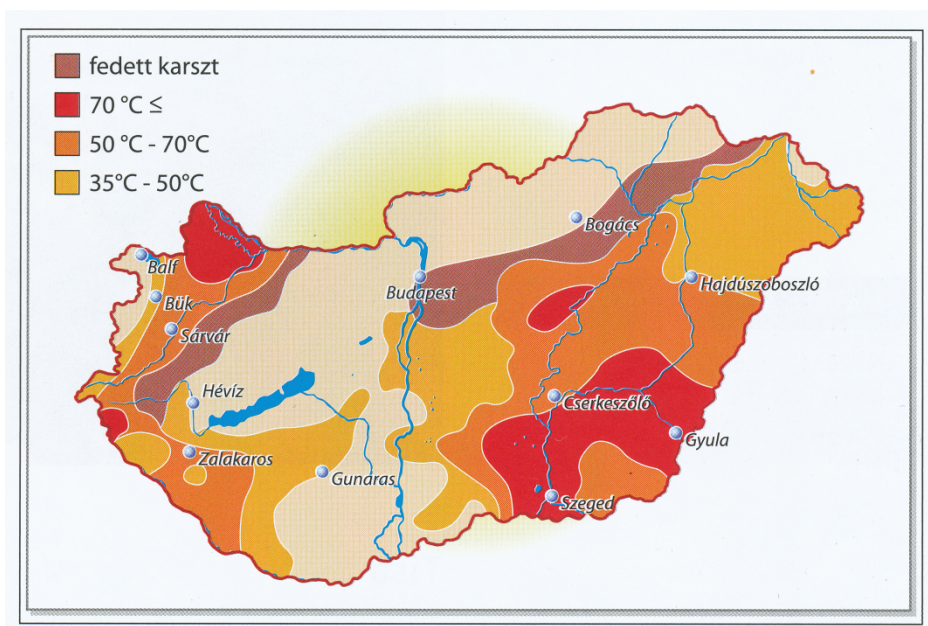 fedett karszt
70 °C ≤
50 °C - 70°C
35°C - 50°C
Balf
Bük
Sárvár
Hévíz
Zalakaros
Gunaras
Budapest
Bogács
Hajdúszoboszló
Cserkeszőlő
Gyula
Szeged